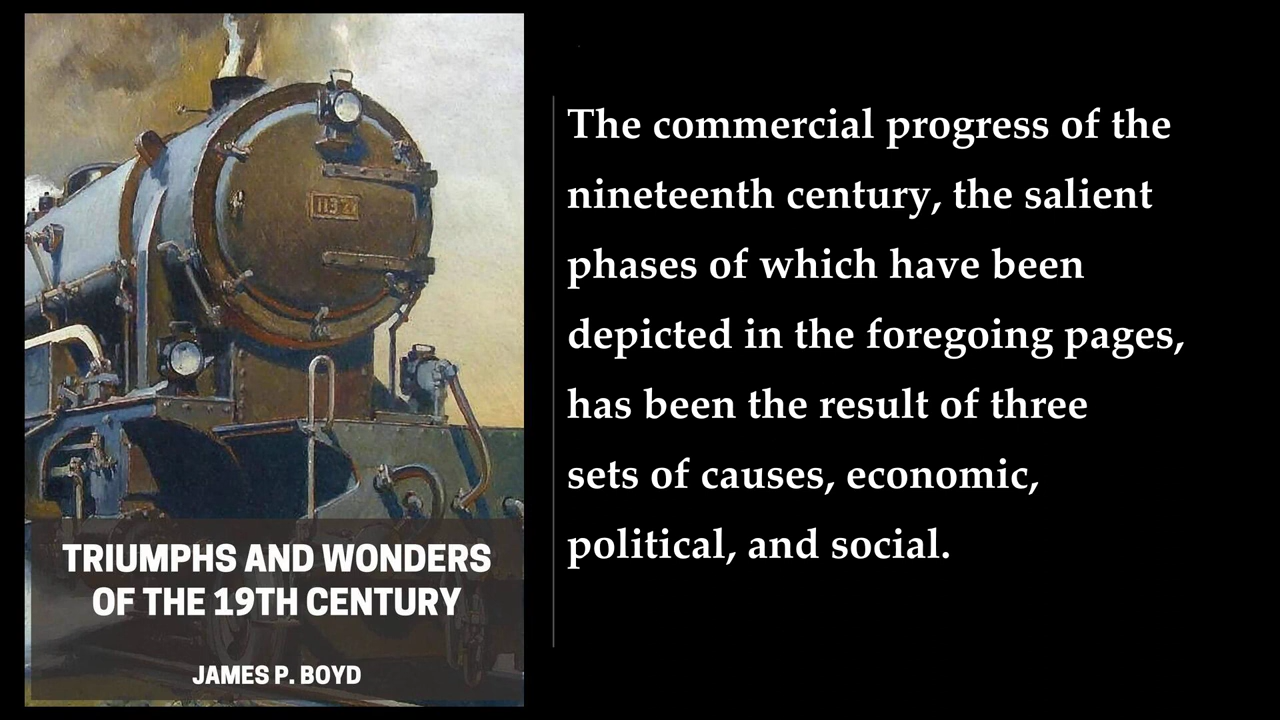 TRIUMPHS AND WONDERS
OF THE 19TH CENTURY
JAMES P. BOYD
The commercial progress of the
nineteenth century, the salient
phases of which have been
depicted in the foregoing pages,
has been the result of three
sets of causes, economic,
political, and social.